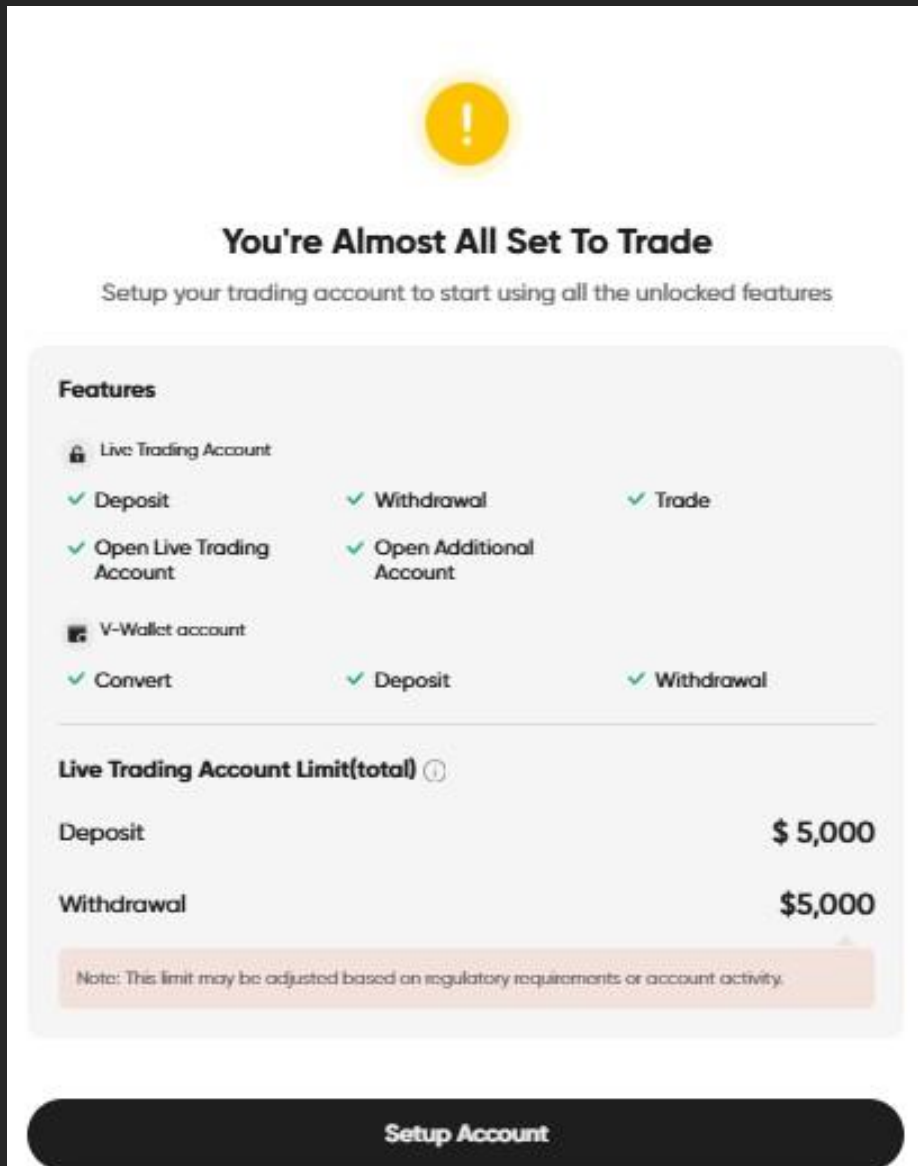 !
You're Almost All Set To Trade
Setup your trading account to start using all the unlocked features
Features
Live Trading Account
Deposit
Withdrawal
Trade
Open Live Trading
Account
Open Additional
Account
V-Wallet account
Convert
Deposit
Withdrawal
Live Trading Account Limit(total)
Deposit
$ 5,000
Withdrawal
$5,000
Note: This limit may be adjusted based on regulatory requirements or account activity.
Setup Account